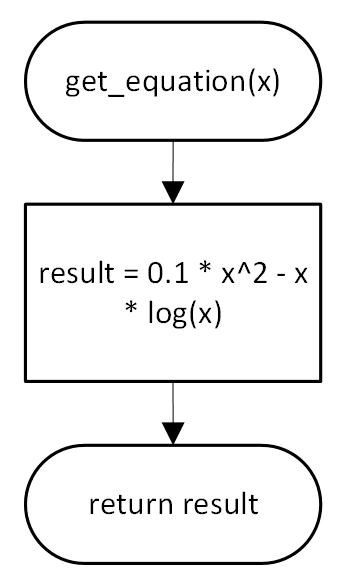 get_equation(x)
result = 0.1 * x^2 - x
* log(x)
return result